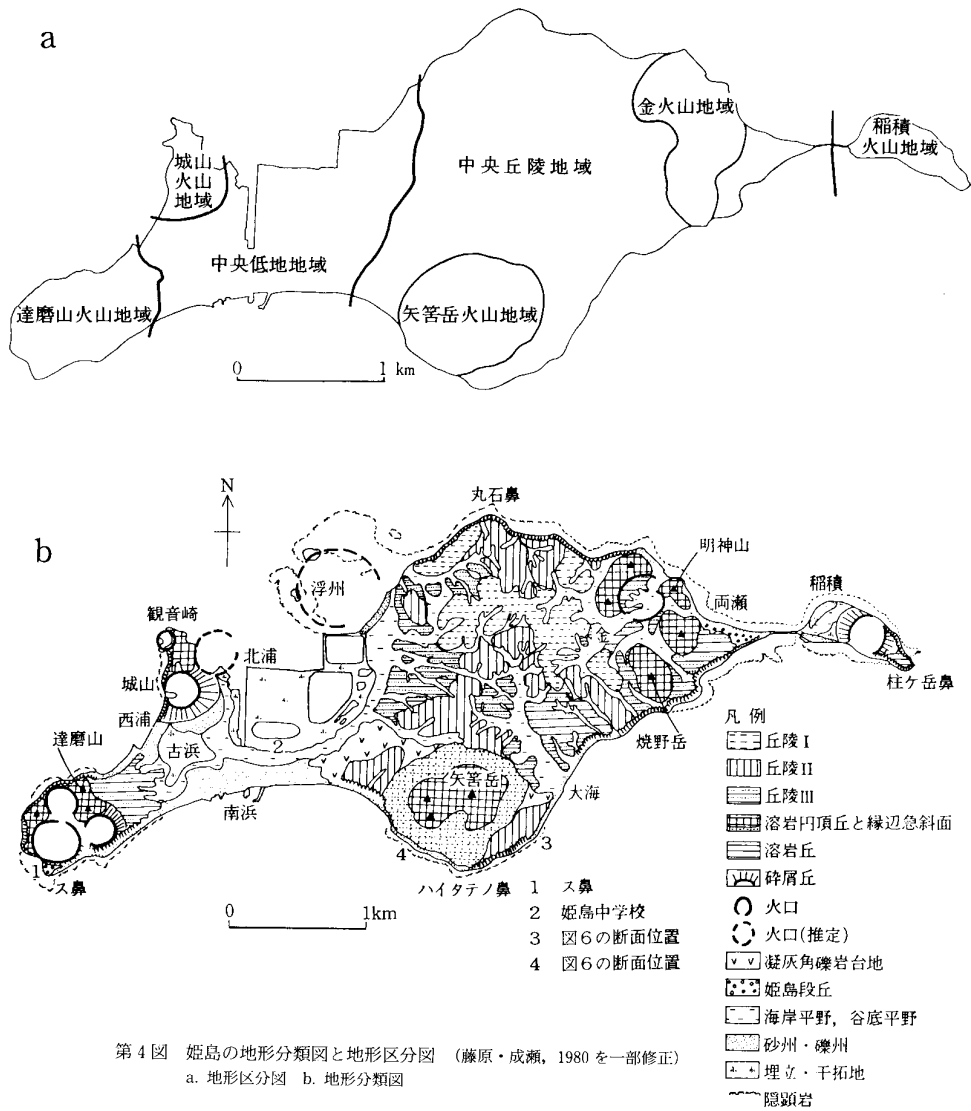 a
金火山地域
稲積
火山地域
城山
火山
地域
中央丘陵地域
中央低地地域
達磨山火山地域
矢筈岳火山地域
0 1 km
b
N
丸石鼻
明神山
浮州
両瀬
稲積
観音崎
金
北浦
城山
柱ケ岳鼻
西浦
焼野岳
達磨山
古浜
2
矢筈岳
大海
南浜
1
ス鼻
4
3
ハイタテノ鼻
0 1km
1 ス鼻
2 姫島中学校
3 図6の断面位置
4 図6の断面位置
凡例
丘陵Ⅰ
丘陵Ⅱ
丘陵Ⅲ
溶岩円頂丘と縁辺急斜面
溶岩丘
砕屑丘
火口
火口(推定)
凝灰角礫岩台地
姫島段丘
海岸平野,谷底平野
砂州・礫州
埋立・干拓地
隠顕岩
第4図 姫島の地形分類図と地形区分図 (藤原・成瀬,1980を一部修正)
a. 地形区分図 b. 地形分類図